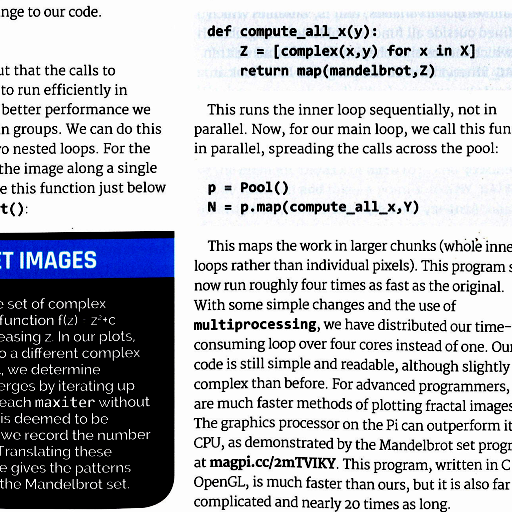 nge to our code.
ut that the calls to
to run efficiently in
better performance we
n groups. We can do this
o nested loops. For the
the image along a single
e this function just below
t():
ET IMAGES
e set of complex
function f(z) = z²+c
easing z. In our plots,
o a different complex
, we determine
erges by iterating up
each maxiter without
is deemed to be
we record the number
Translating these
e gives the patterns
the Mandelbrot set.
def compute_all_x(y):
Z = [complex(x,y) for x in X]
return map(mandelbrot,Z)
This runs the inner loop sequentially, not in
parallel. Now, for our main loop, we call this fun
in parallel, spreading the calls across the pool:
p = Pool()
N = p.map(compute_all_x,Y)
This maps the work in larger chunks (whole inne
loops rather than individual pixels). This program s
now run roughly four times as fast as the original.
With some simple changes and the use of
multiprocessing, we have distributed our time-
consuming loop over four cores instead of one. Our
code is still simple and readable, although slightly
complex than before. For advanced programmers,
are much faster methods of plotting fractal images
The graphics processor on the Pi can outperform it
CPU, as demonstrated by the Mandelbrot set progr
at magpi.cc/2mTVIKY. This program, written in C
OpenGL, is much faster than ours, but it is also far
complicated and nearly 20 times as long.